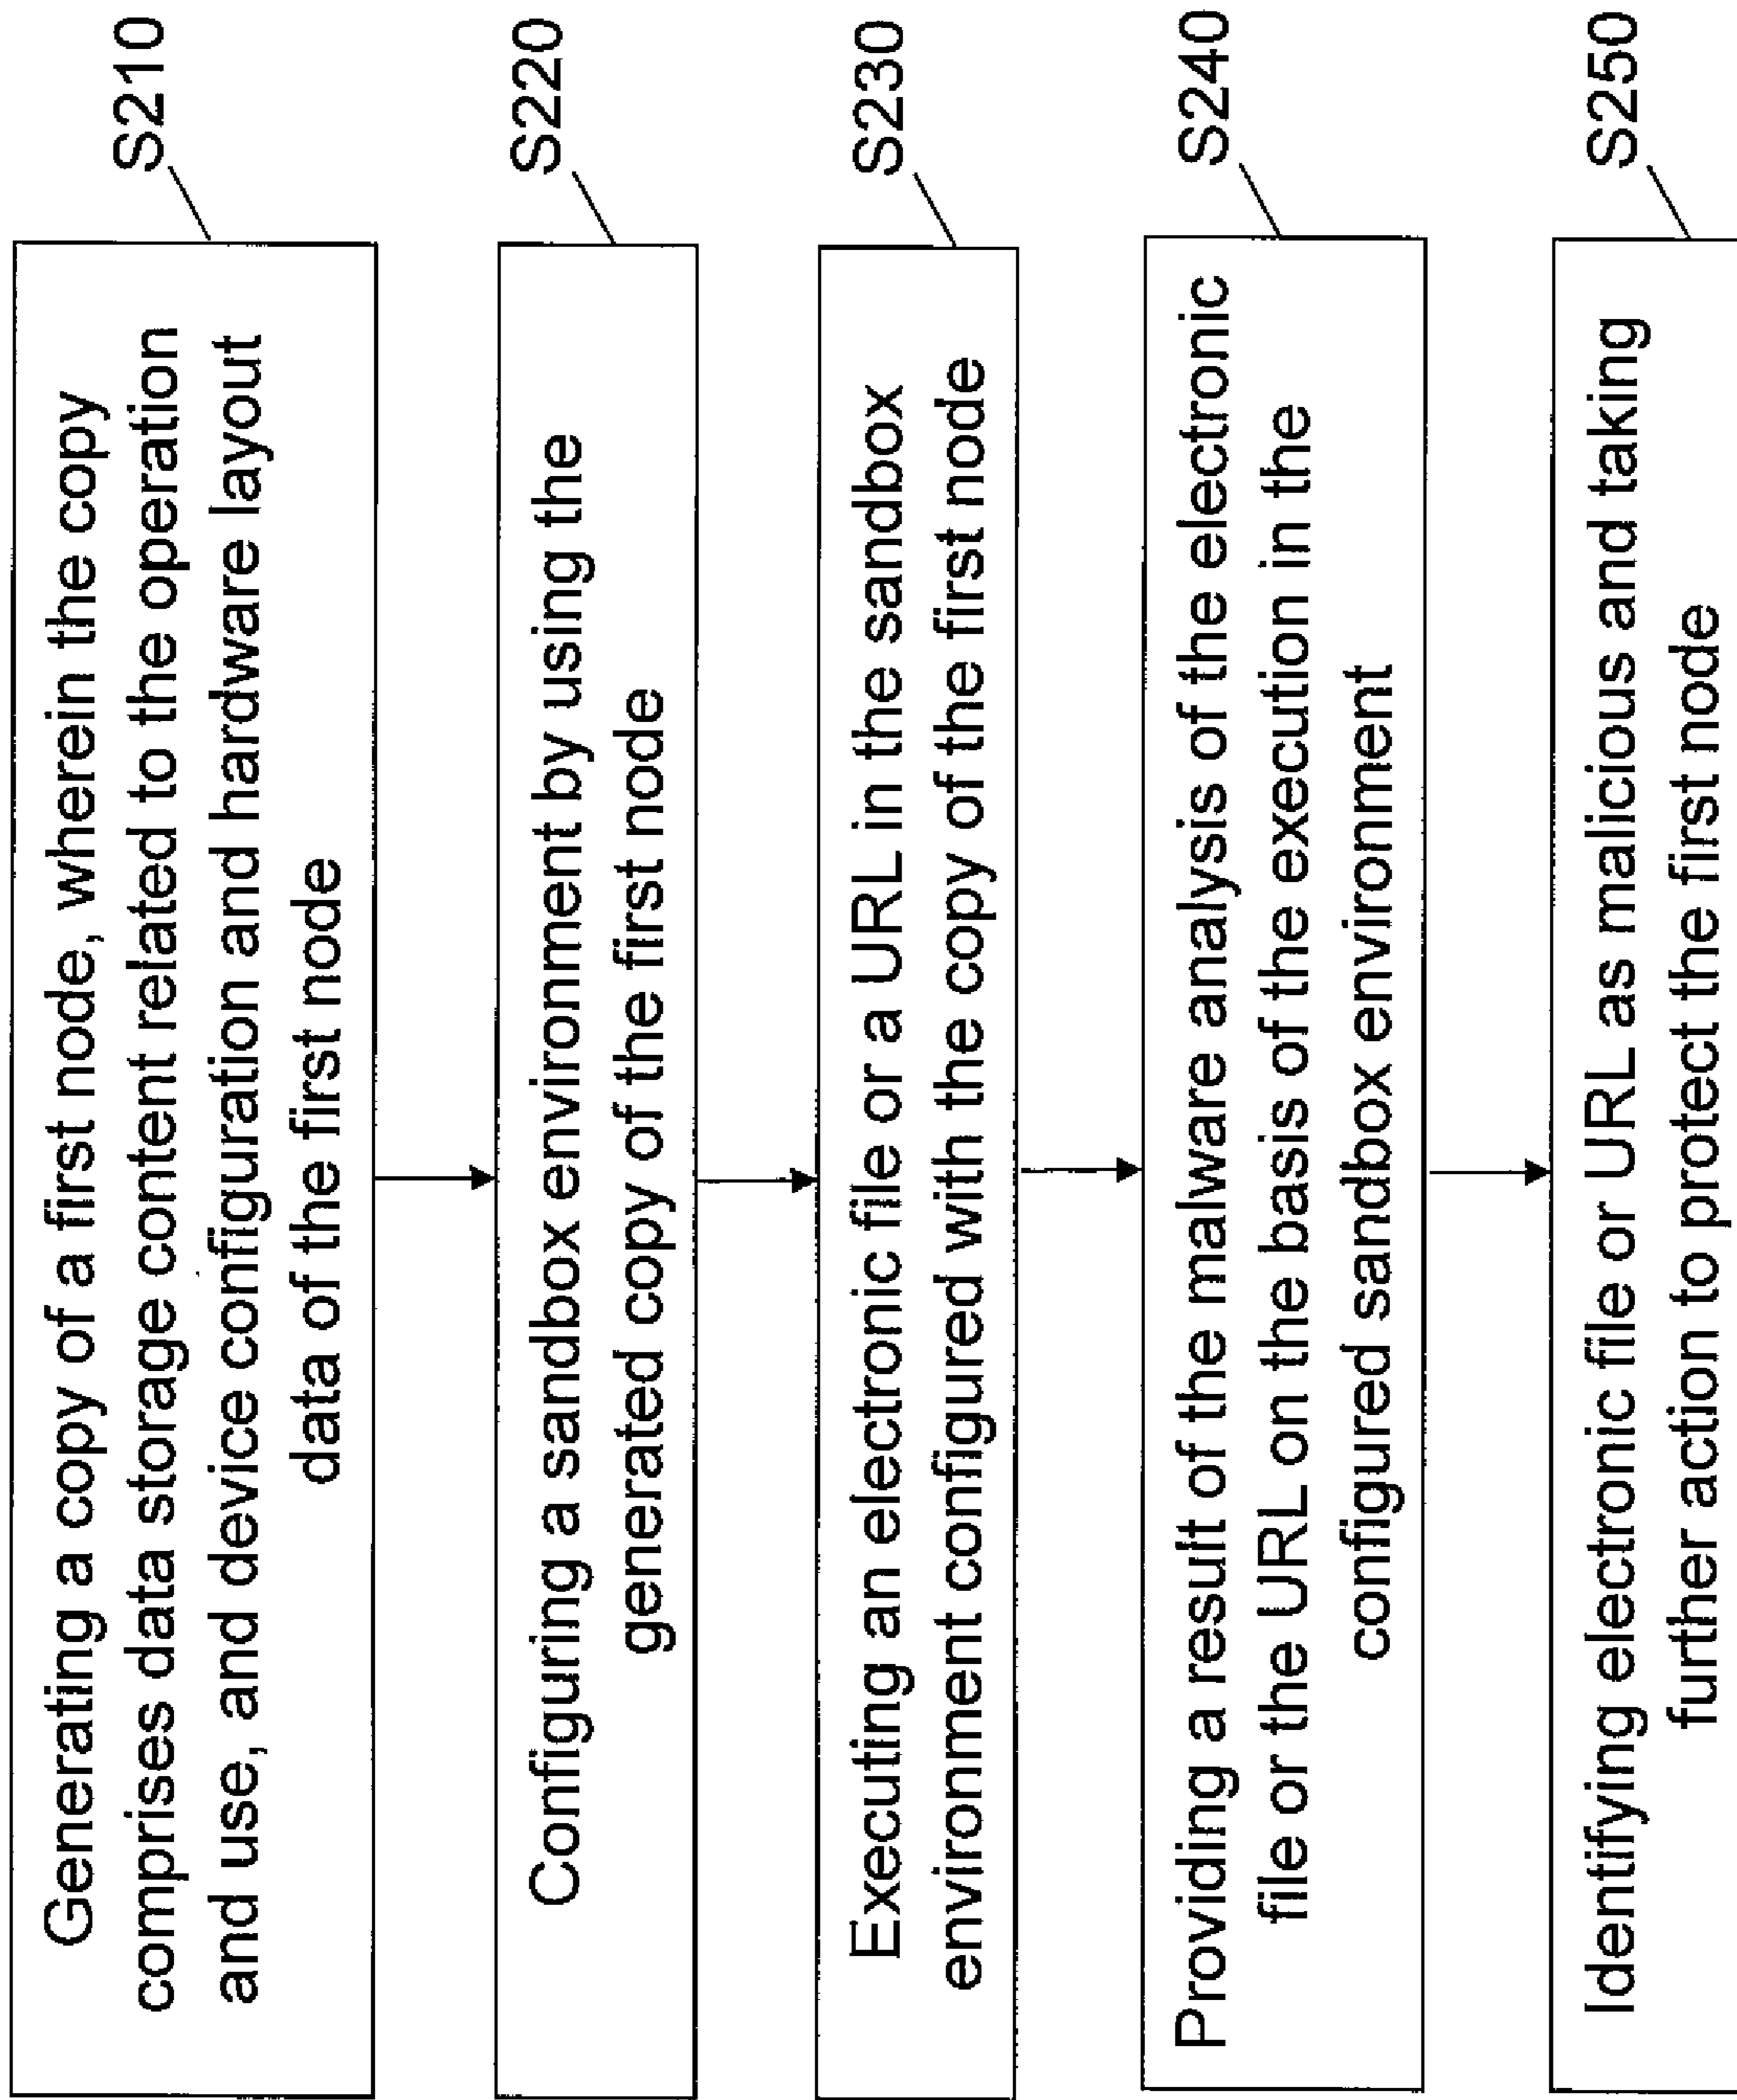 Generating a copy of a first node, wherein the copy
comprises data storage content related to the operation
and use, and device configuration and hardware layout
data of the first node
S210
Configuring a sandbox environment by using the
generated copy of the first node
S220
Executing an electronic file or a URL in the sandbox
environment configured with the copy of the first node
S230
Providing a result of the malware analysis of the electronic
file or the URL on the basis of the execution in the
configured sandbox environment
S240
Identifying electronic file or URL as malicious and taking
further action to protect the first node
S250